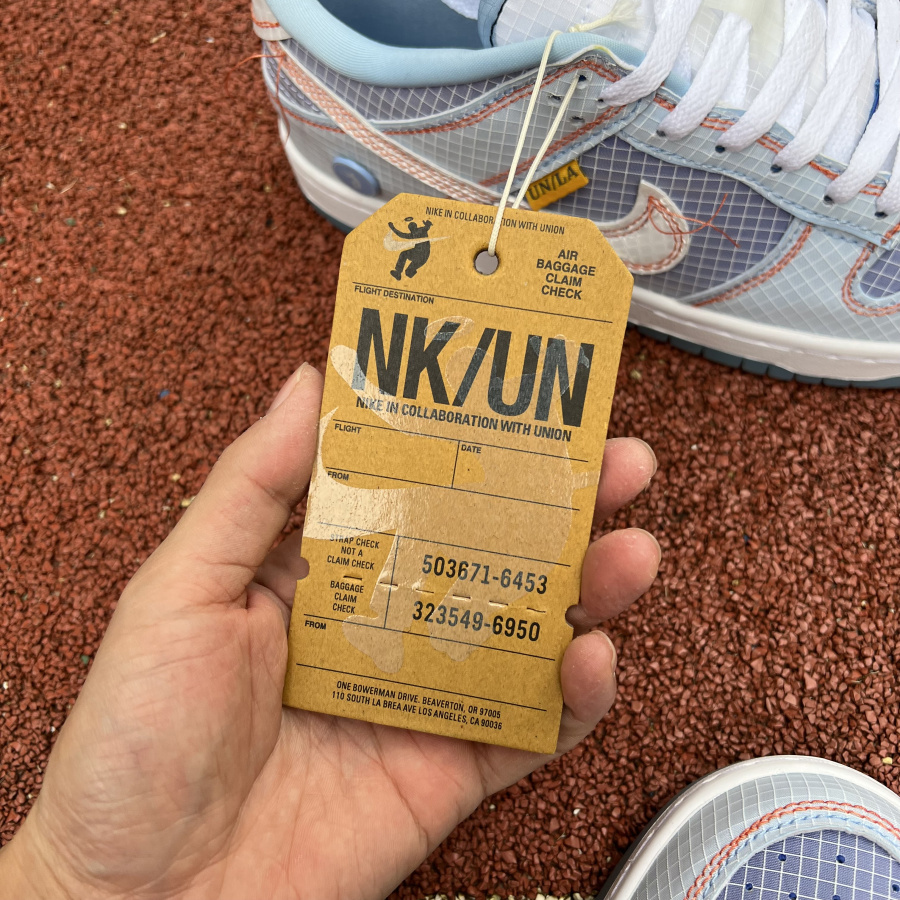 UN/LA
NIKE IN COLLABORATION WITH UNION
AIR
BAGGAGE
CLAIM
CHECK
FLIGHT DESTINATION
NK/UN
NIKE IN COLLABORATION WITH UNION
FLIGHT
DATE
FROM
STRAP CHECK
NOT A
CLAIM CHECK
503671-6453
BAGGAGE
CLAIM
CHECK
323549-6950
FROM
ONE BOWERMAN DRIVE. BEAVERTON, OR 97005
110 SOUTH LA BREA AVE LOS ANGELES, CA 90036